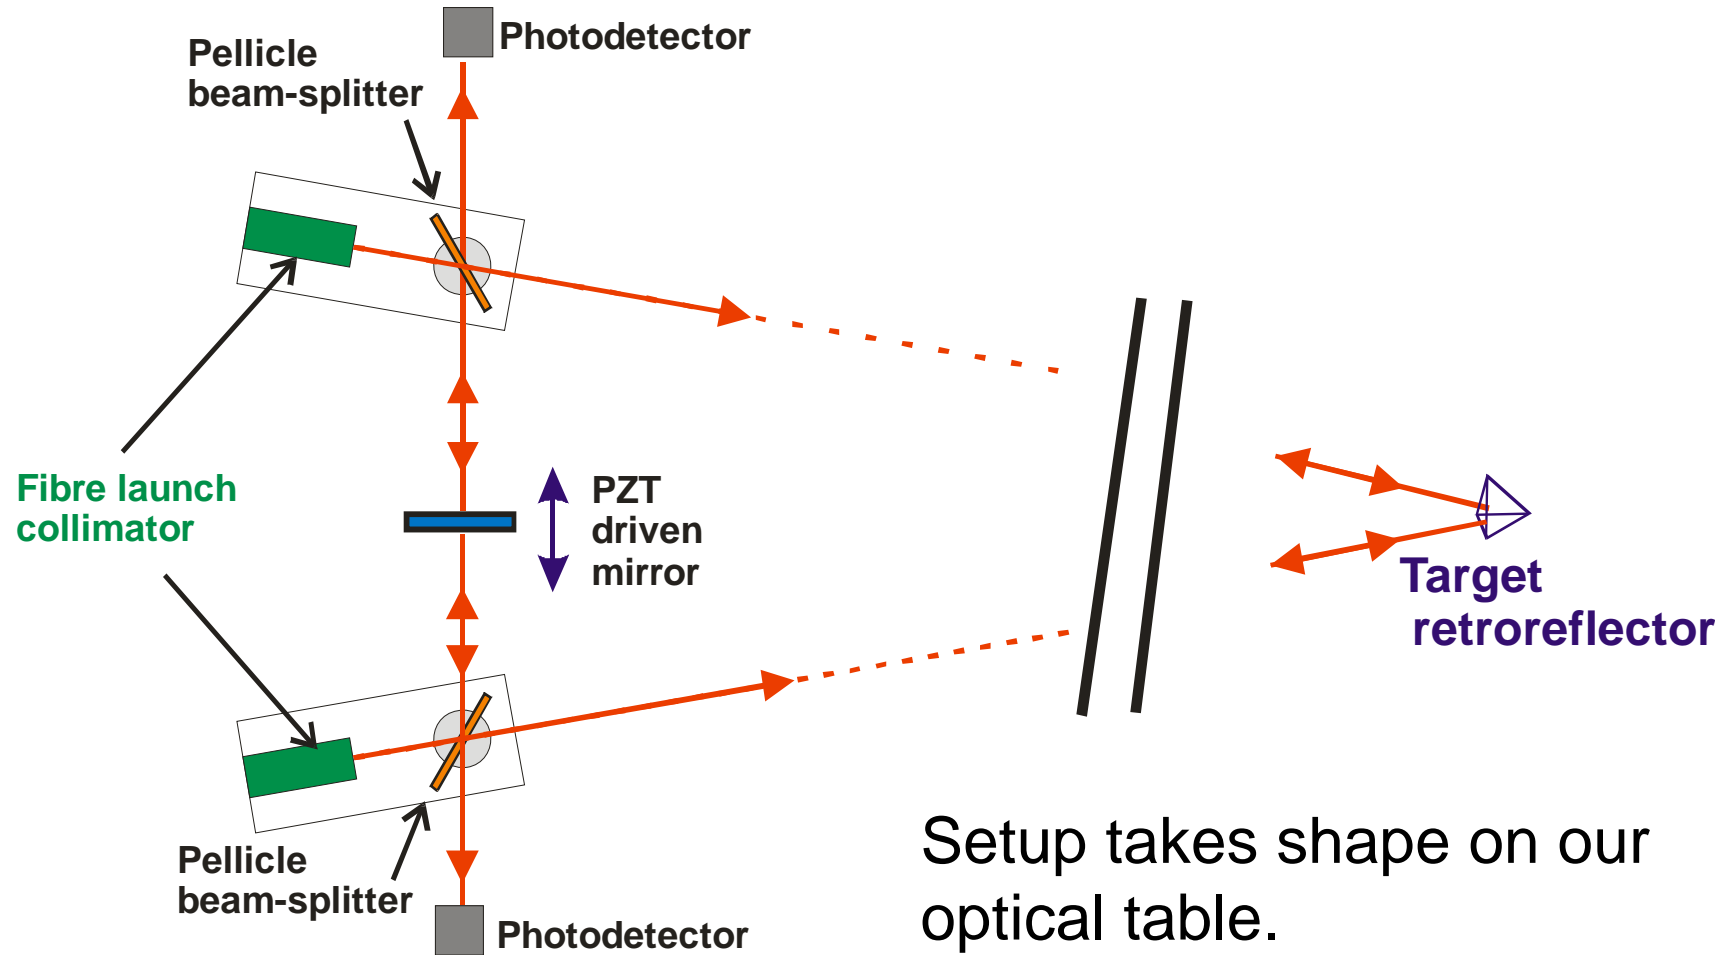 Photodetector
Pellicle
beam-splitter
Fibre launch
collimator
PZT
driven
mirror
Target
retroreflector
Pellicle
beam-splitter
Photodetector
Setup takes shape on our
optical table.